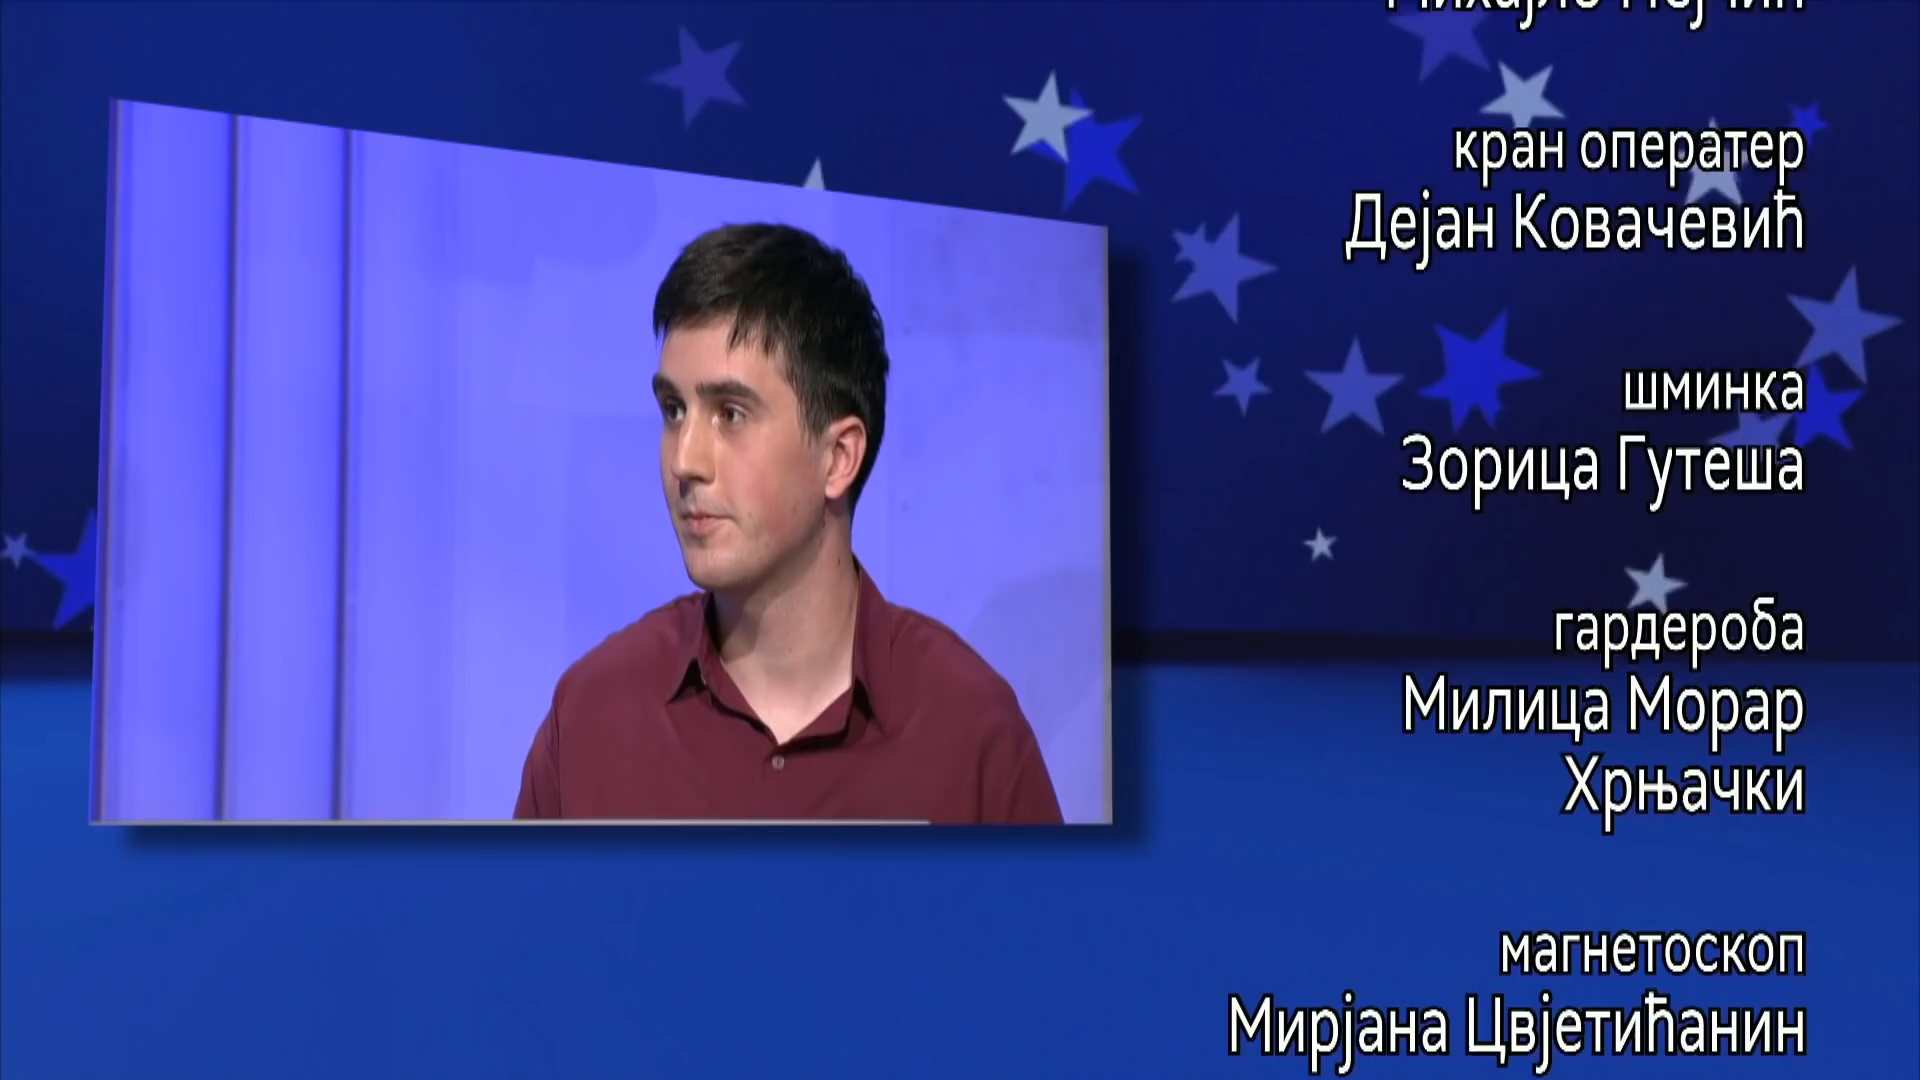 кран оператер
Дејан Ковачевић
шминка
Зорица Гутеша
гардероба
Милица Морар
Хрњачки
магнетоскоп
Мирјана Цвјетићанин